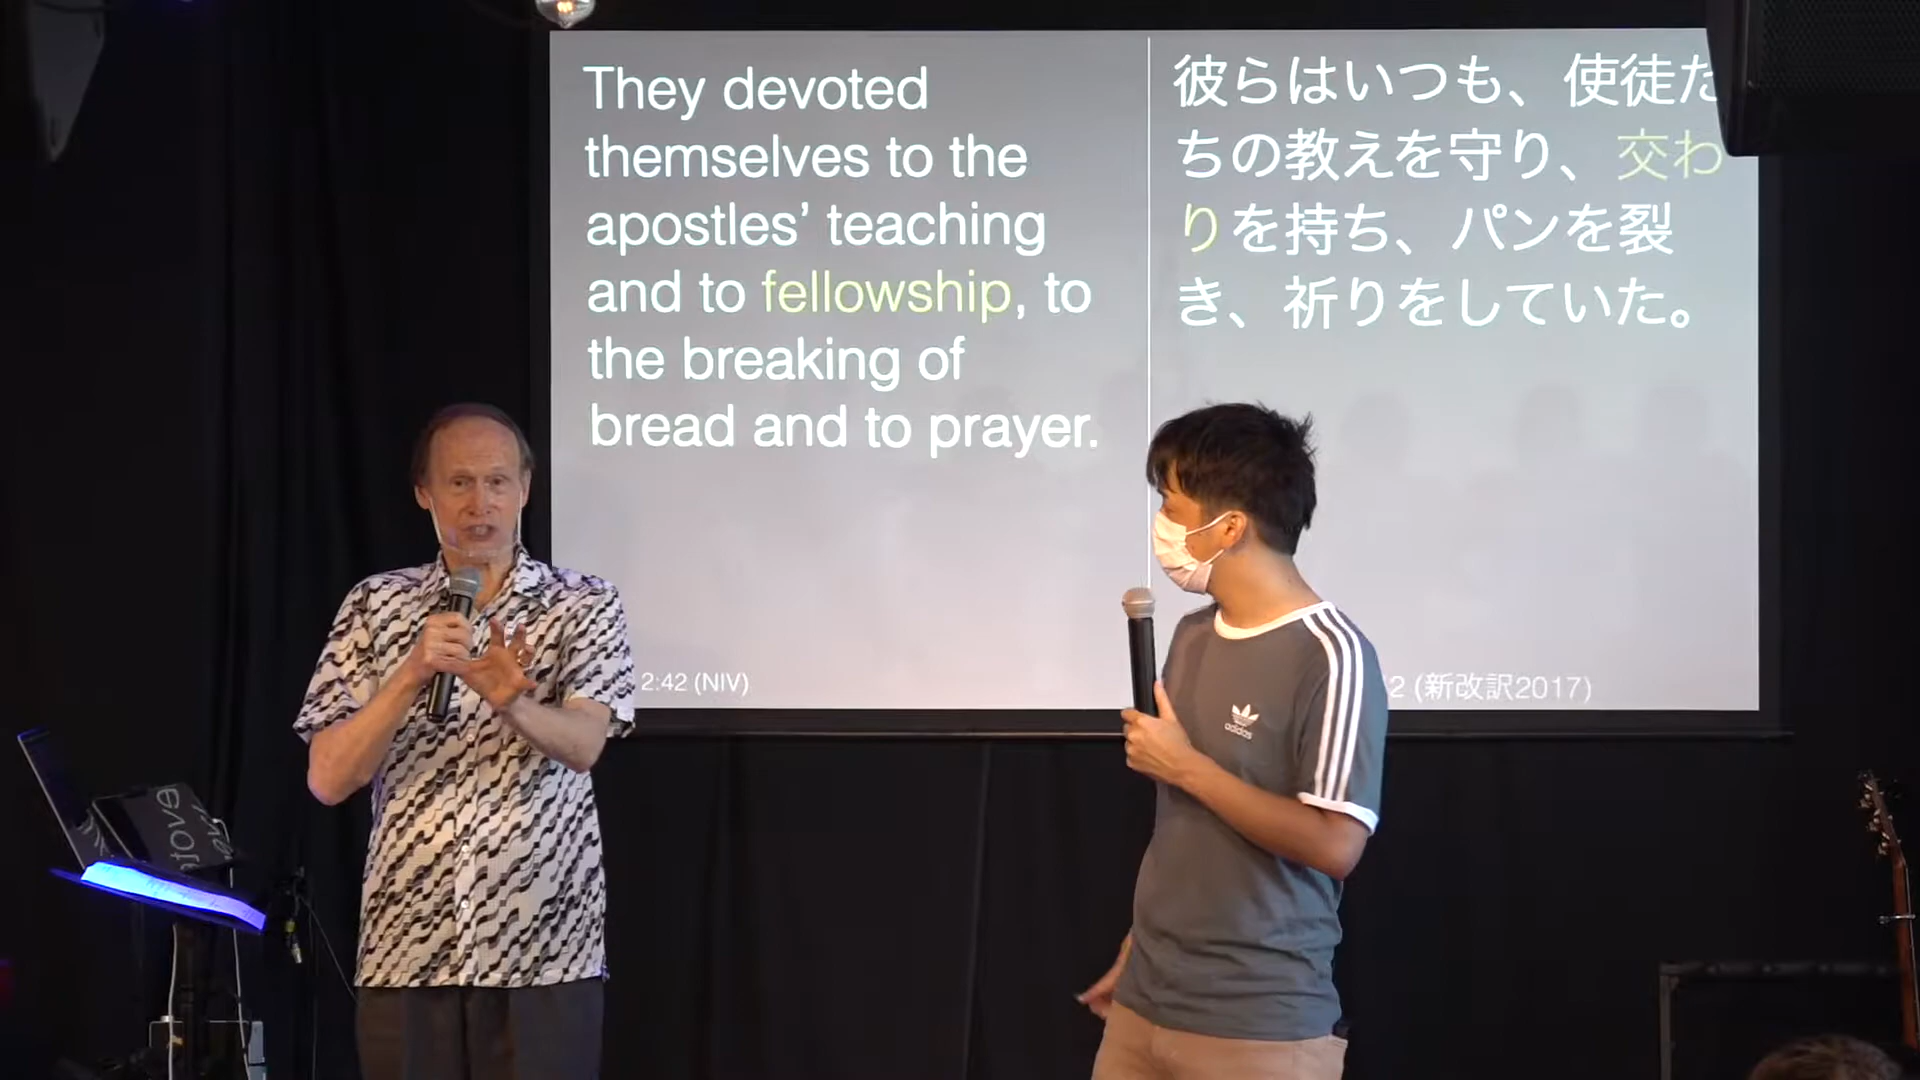 They devoted
themselves to the
apostles' teaching
and to fellowship, to
the breaking of
bread and to prayer.
2:42 (NIV)
彼らはいつも、使徒た
ちの教えを守り、交わ
りを持ち、パンを裂
き、祈りをしていた。
2 (新改訳2017)
adidas